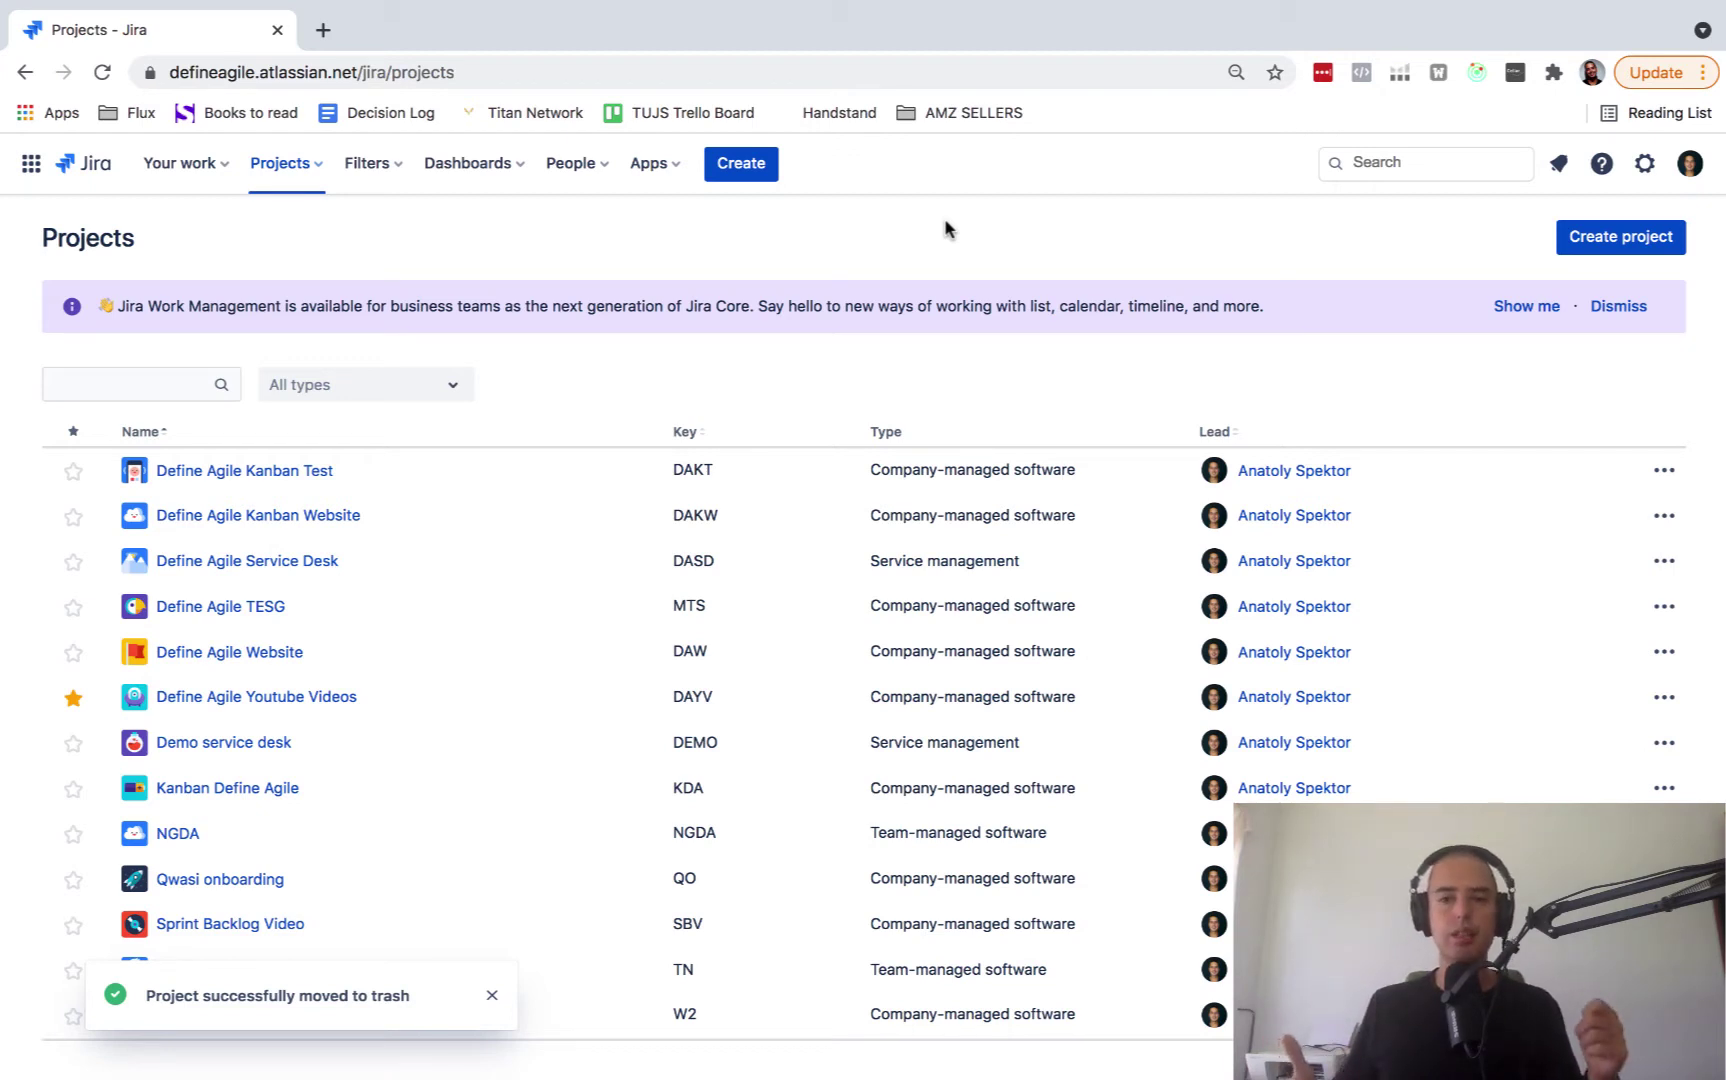 Projects - Jira
defineagile.atlassian.net/jira/projects
Update
Apps Flux Books to read Decision Log Titan Network TUJS Trello Board Handstand AMZ SELLERS Reading List
Jira Your work Projects Filters Dashboards People Apps Create Search
Projects Create project
👋 Jira Work Management is available for business teams as the next generation of Jira Core. Say hello to new ways of working with list, calendar, timeline, and more. Show me · Dismiss
All types
Name Key Type Lead
Define Agile Kanban Test DAKT Company-managed software Anatoly Spektor
Define Agile Kanban Website DAKW Company-managed software Anatoly Spektor
Define Agile Service Desk DASD Service management Anatoly Spektor
Define Agile TESG MTS Company-managed software Anatoly Spektor
Define Agile Website DAW Company-managed software Anatoly Spektor
Define Agile Youtube Videos DAYV Company-managed software Anatoly Spektor
Demo service desk DEMO Service management Anatoly Spektor
Kanban Define Agile KDA Company-managed software Anatoly Spektor
NGDA NGDA Team-managed software
Qwasi onboarding QO Company-managed software
Sprint Backlog Video SBV Company-managed software
TN Team-managed software
Project successfully moved to trash
W2 Company-managed software